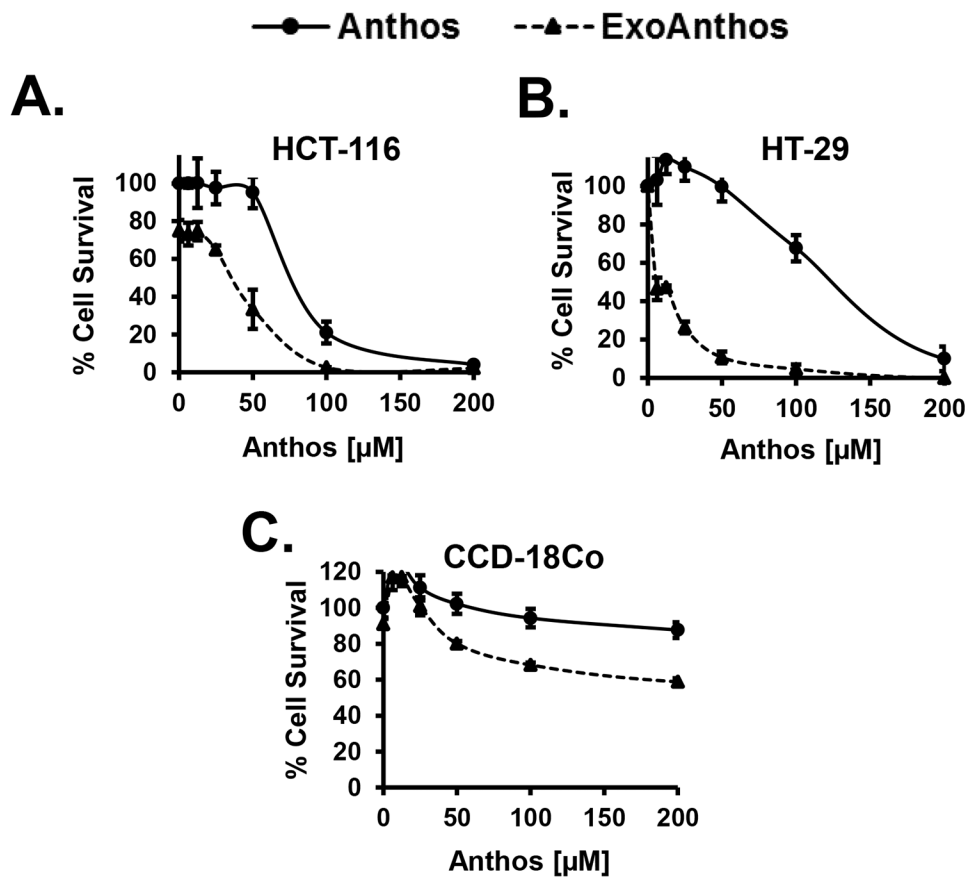 Anthos ExoAnthos
A. B.
HCT-116 HT-29
% Cell Survival
100
80
60
40
20
0
0 50 100 150 200
Anthos [µM]
% Cell Survival
100
80
60
40
20
0
0 50 100 150 200
Anthos [µM]
C.
CCD-18Co
% Cell Survival
120
100
80
60
40
20
0
0 50 100 150 200
Anthos [µM]